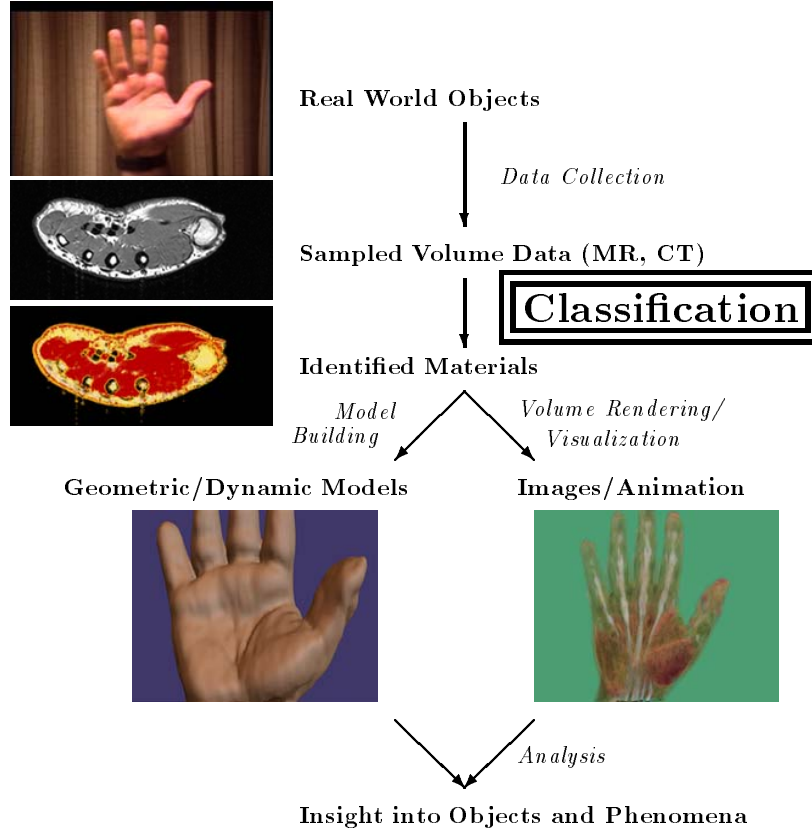 Real World Objects
Data Collection
Sampled Volume Data (MR, CT)
Classification
Identified Materials
Model
Building
Volume Rendering/
Visualization
Geometric/Dynamic Models
Images/Animation
Analysis
Insight into Objects and Phenomena